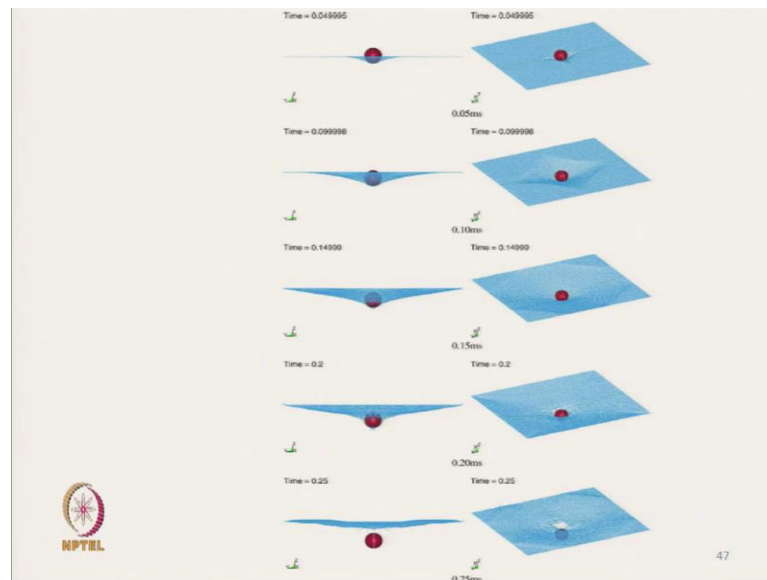 Time = 0.049995 Time = 0.049995
0.05ms
Time = 0.099998 Time = 0.099998
0.10ms
Time = 0.14999 Time = 0.14999
0.15ms
Time = 0.2 Time = 0.2
0.20ms
Time = 0.25 Time = 0.25
0.25ms
NPTEL
47